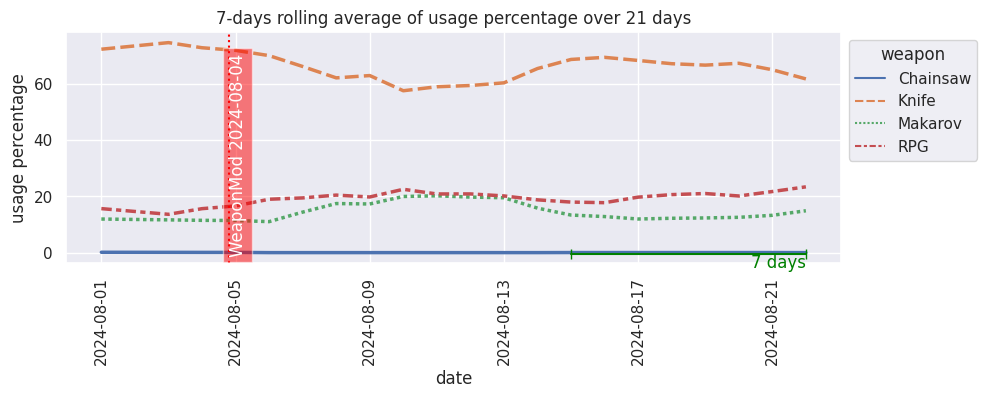 7-days rolling average of usage percentage over 21 days
usage percentage
60
40
20
0
WeaponMod 2024-08-04
7 days
2024-08-01
2024-08-05
2024-08-09
2024-08-13
2024-08-17
2024-08-21
date
weapon
Chainsaw
Knife
Makarov
RPG